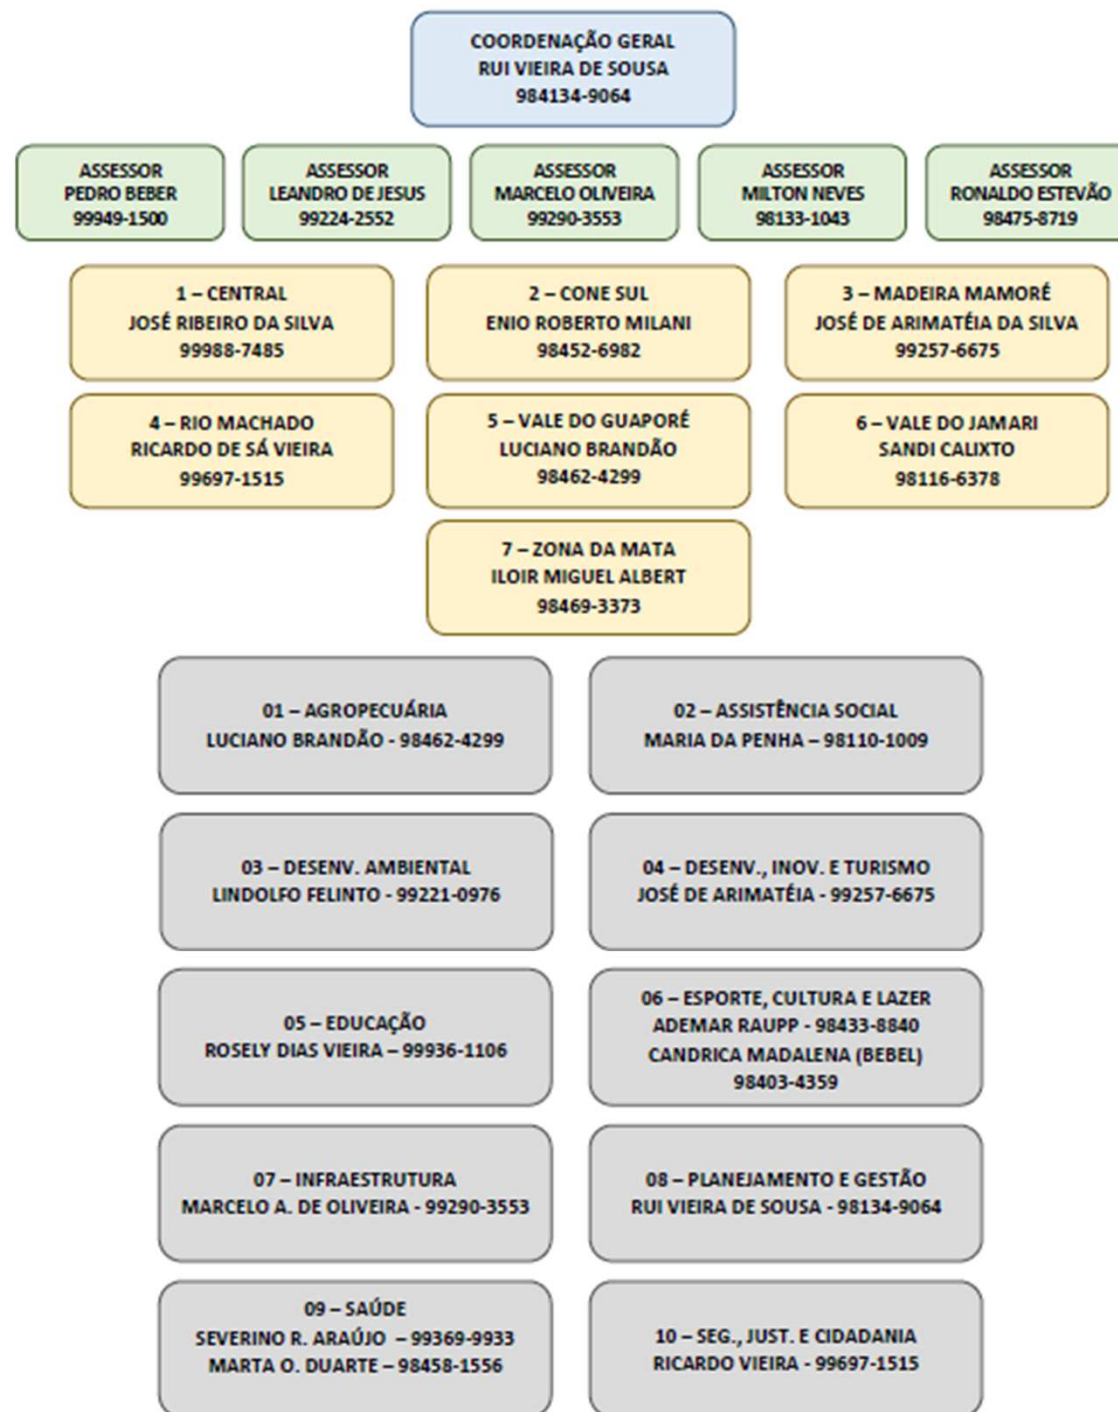 COORDENAÇÃO GERAL
RUI VIEIRA DE SOUSA
984134-9064
ASSESSOR
PEDRO BEBER
99949-1500
ASSESSOR
LEANDRO DE JESUS
99224-2552
ASSESSOR
MARCELO OLIVEIRA
99290-3553
ASSESSOR
MILTON NEVES
98133-1043
ASSESSOR
RONALDO ESTEVÃO
98475-8719
1 – CENTRAL
JOSÉ RIBEIRO DA SILVA
99988-7485
2 – CONE SUL
ENIO ROBERTO MILANI
98452-6982
3 – MADEIRA MAMORÉ
JOSÉ DE ARIMATÉIA DA SILVA
99257-6675
4 – RIO MACHADO
RICARDO DE SÁ VIEIRA
99697-1515
5 – VALE DO GUAPORÉ
LUCIANO BRANDÃO
98462-4299
6 – VALE DO JAMARI
SANDI CALIXTO
98116-6378
7 – ZONA DA MATA
ILOIR MIGUEL ALBERT
98469-3373
01 – AGROPECUÁRIA
LUCIANO BRANDÃO - 98462-4299
02 – ASSISTÊNCIA SOCIAL
MARIA DA PENHA – 98110-1009
03 – DESENV. AMBIENTAL
LINDOLFO FELINTO - 99221-0976
04 – DESENV., INOV. E TURISMO
JOSÉ DE ARIMATÉIA - 99257-6675
05 – EDUCAÇÃO
ROSELY DIAS VIEIRA – 99936-1106
06 – ESPORTE, CULTURA E LAZER
ADEMAR RAUPP - 98433-8840
CANDRICA MADALENA (BEBEL)
98403-4359
07 – INFRAESTRUTURA
MARCELO A. DE OLIVEIRA - 99290-3553
08 – PLANEJAMENTO E GESTÃO
RUI VIEIRA DE SOUSA - 98134-9064
09 – SAÚDE
SEVERINO R. ARAÚJO – 99369-9933
MARTA O. DUARTE – 98458-1556
10 – SEG., JUST. E CIDADANIA
RICARDO VIEIRA - 99697-1515